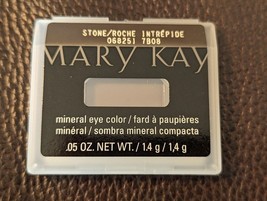 STONE/ROCHE INTRÉPIDE
068251 7B08
MARY KAY
mineral eye color / fard à paupières
minéral / sombra mineral compacta
.05 OZ. NET WT. / 1.4 g / 1,4 g